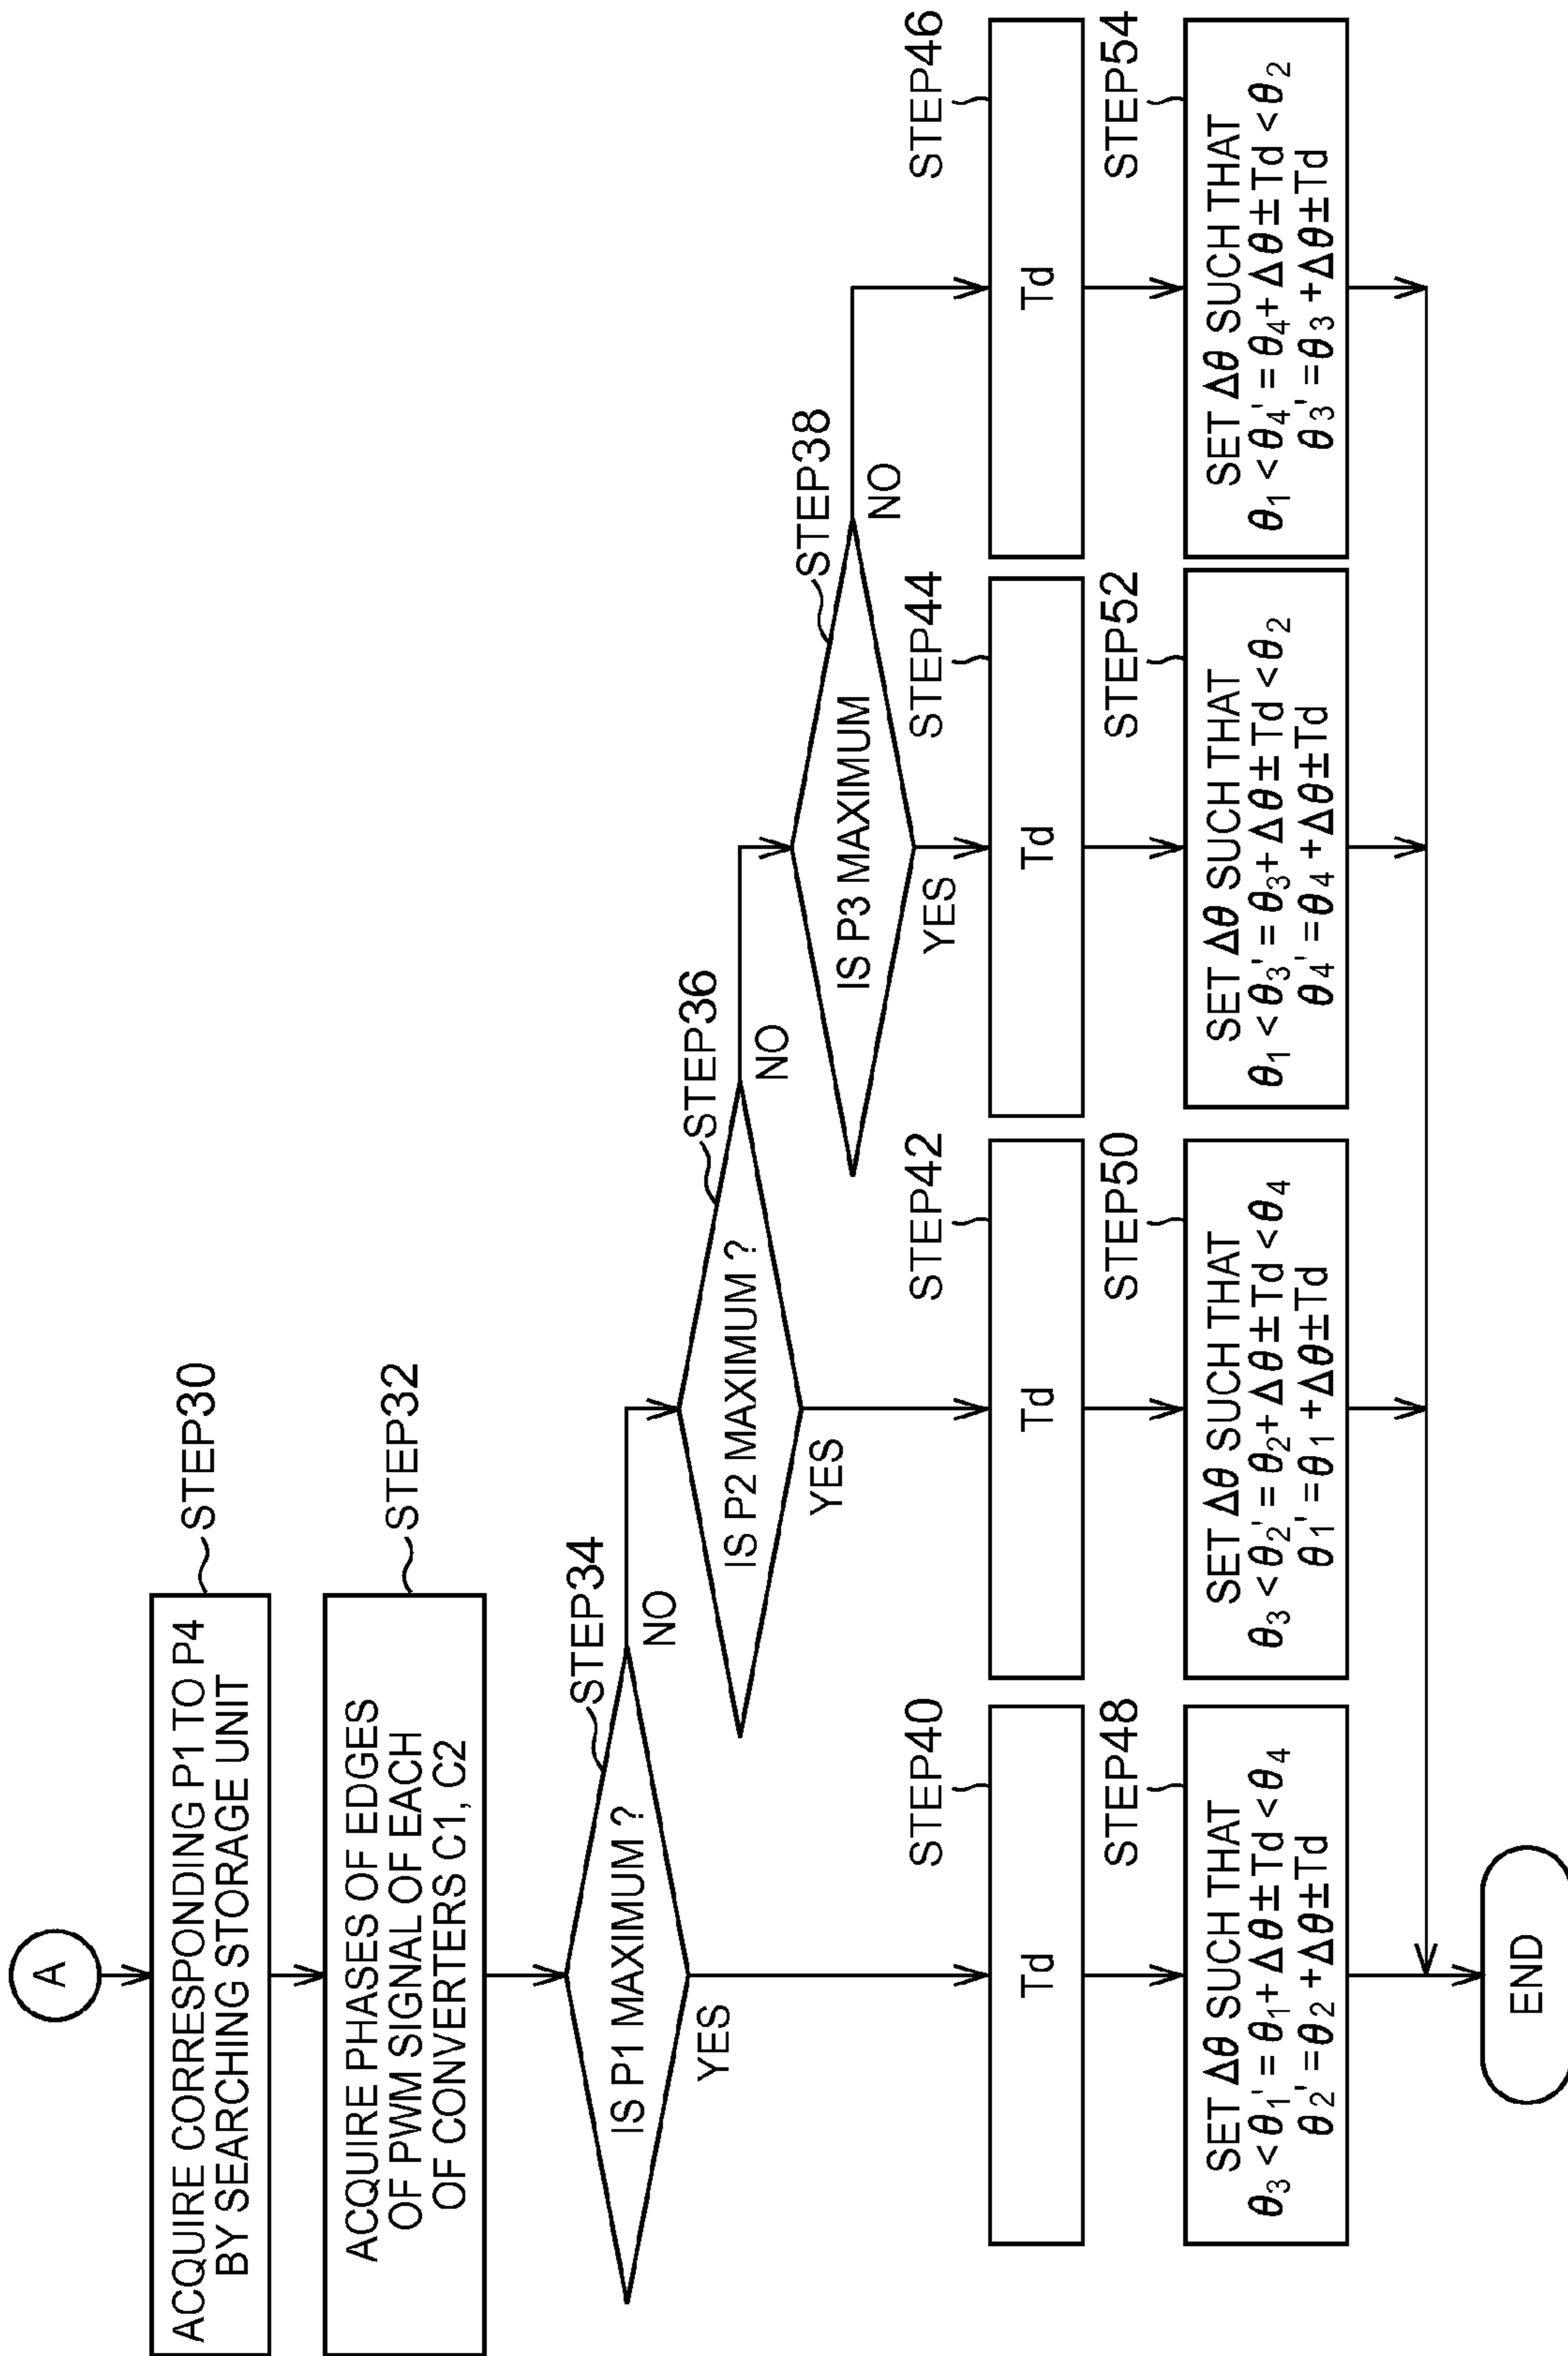 A
ACQUIRE CORRESPONDING P1 TO P4
BY SEARCHING STORAGE UNIT
STEP30
ACQUIRE PHASES OF EDGES
OF PWM SIGNAL OF EACH
OF CONVERTERS C1, C2
STEP32
IS P1 MAXIMUM ?
STEP34
NO
YES
IS P2 MAXIMUM ?
STEP36
NO
YES
IS P3 MAXIMUM
STEP38
NO
YES
STEP40
Td
STEP42
Td
STEP44
Td
STEP46
Td
STEP48
SET Δθ SUCH THAT
θ₃ < θ₁' = θ₁+ Δθ ± Td < θ₄
θ₂' = θ₂ +Δθ±Td
STEP50
SET Δθ SUCH THAT
θ₃ < θ₂' = θ₂+ Δθ ± Td < θ₄
θ₁' = θ₁ +Δθ±Td
STEP52
SET Δθ SUCH THAT
θ₁ < θ₃' = θ₃+ Δθ ± Td < θ₂
θ₄' = θ₄ +Δθ±Td
STEP54
SET Δθ SUCH THAT
θ₁ < θ₄' = θ₄+ Δθ ± Td < θ₂
θ₃' = θ₃ +Δθ±Td
END